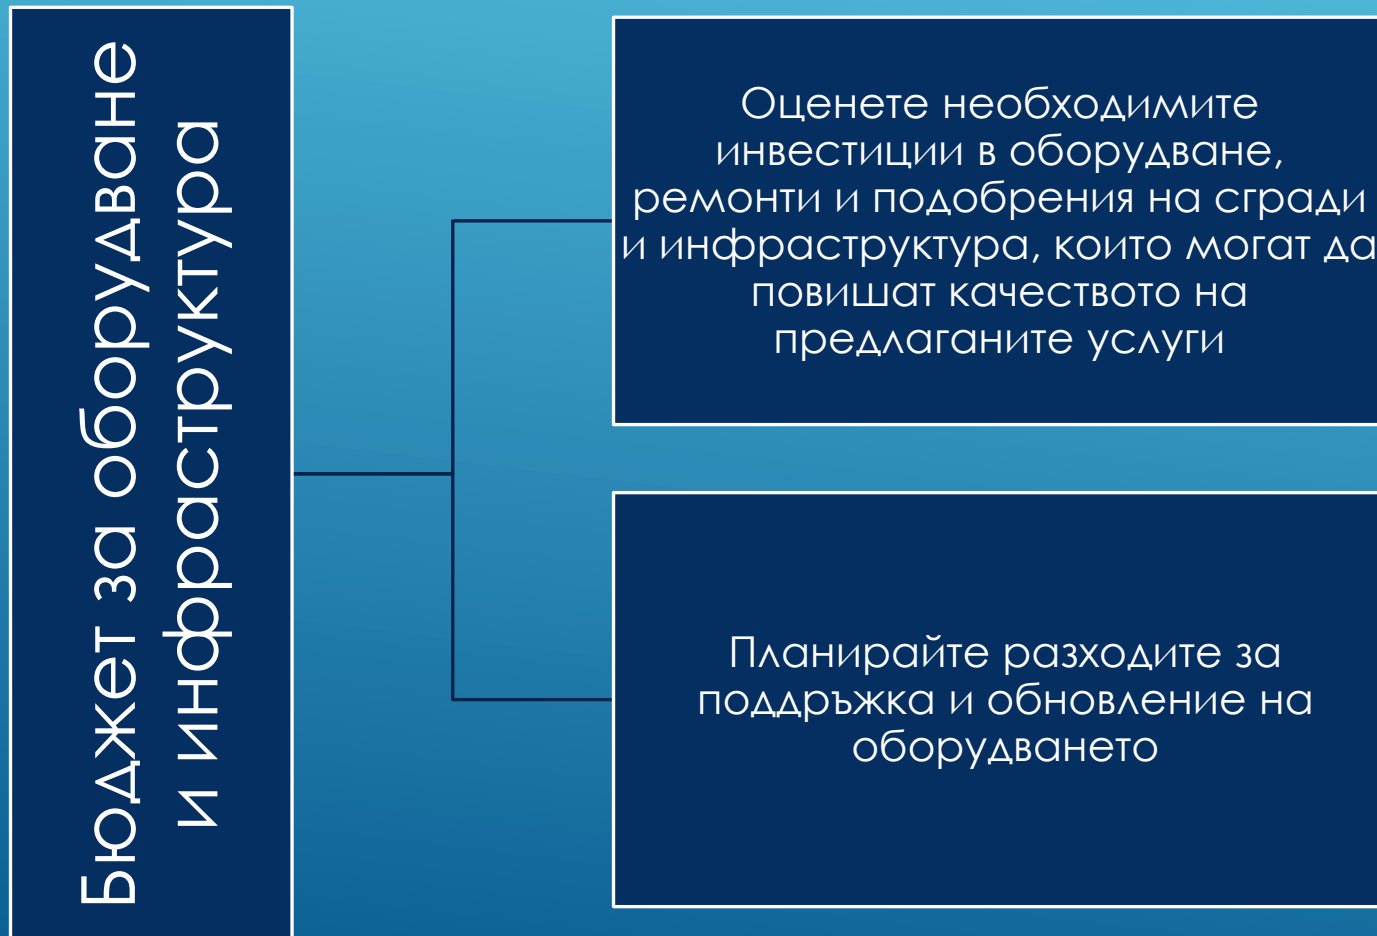 Бюджет за оборудване
и инфраструктура
Оценете необходимите
инвестиции в оборудване,
ремонти и подобрения на сгради
и инфраструктура, които могат да
повишат качеството на
предлаганите услуги
Планирайте разходите за
поддръжка и обновление на
оборудването